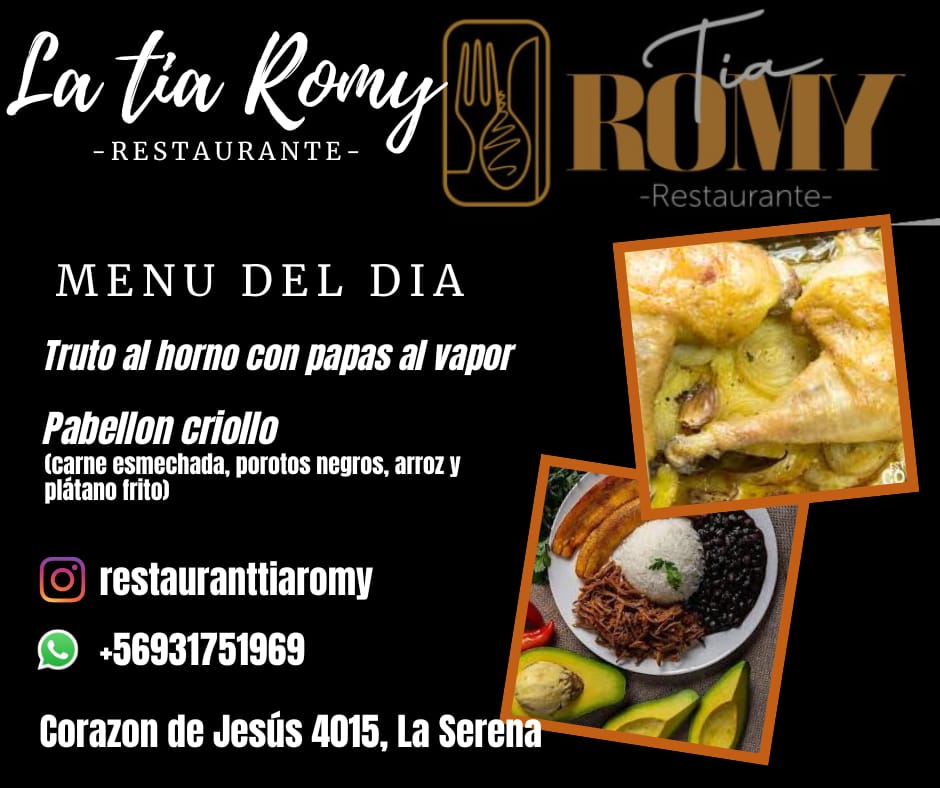 La tia Romy
-RESTAURANTE-
Tia
ROMY
-Restaurante-
MENU DEL DIA
Truto al horno con papas al vapor
Pabellon criollo
(carne esmechada, porotos negros, arroz y
plátano frito)
restauranttiaromy
+56931751969
Corazon de Jesús 4015, La Serena